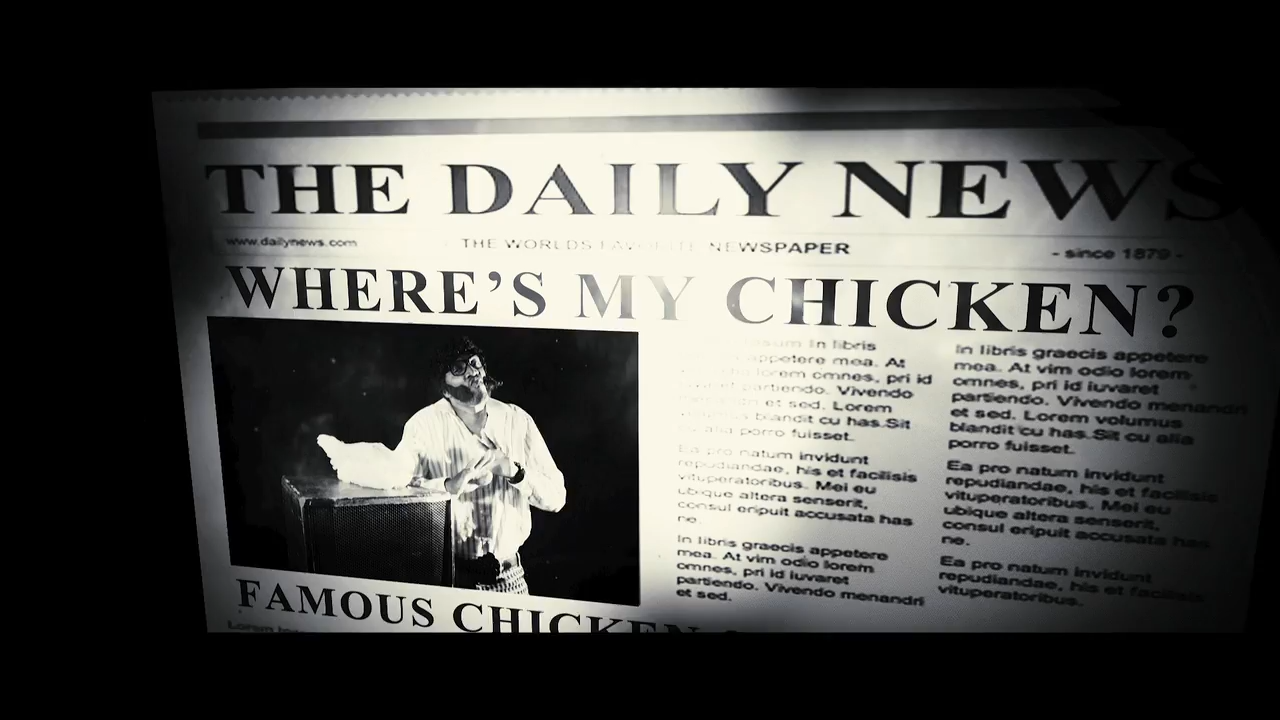 THE DAILY NEWS
www.dailynews.com THE WORLDS FAVORITE NEWSPAPER - since 1879 -
WHERE'S MY CHICKEN?
In libris
appetere mea. At
lorem omnes, pri id
partiendo. Vivendo
et sed. Lorem
blandit cu has.Sit
alia porro fuisset.
Ea pro natum invidunt
repudiandae, his et facilisis
vituperatoribus. Mei eu
ubique altera senserit,
consul eripuit accusata has
ne.
In libris graecis appetere
mea. At vim odio lorem
omnes, pri id iuvaret
partiendo. Vivendo menandri
et sed.
In libris graecis appetere
mea. At vim odio lorem
omnes, pri id iuvaret
partiendo. Vivendo menandri
et sed. Lorem volumus
blandit cu has.Sit cu alia
porro fuisset.
Ea pro natum invidunt
repudiandae, his et facilisis
vituperatoribus. Mei eu
ubique altera senserit,
consul eripuit accusata has
ne.
Ea pro natum invidunt
repudiandae, his et facilisis
vituperatoribus.
FAMOUS CHICKEN
Lorem